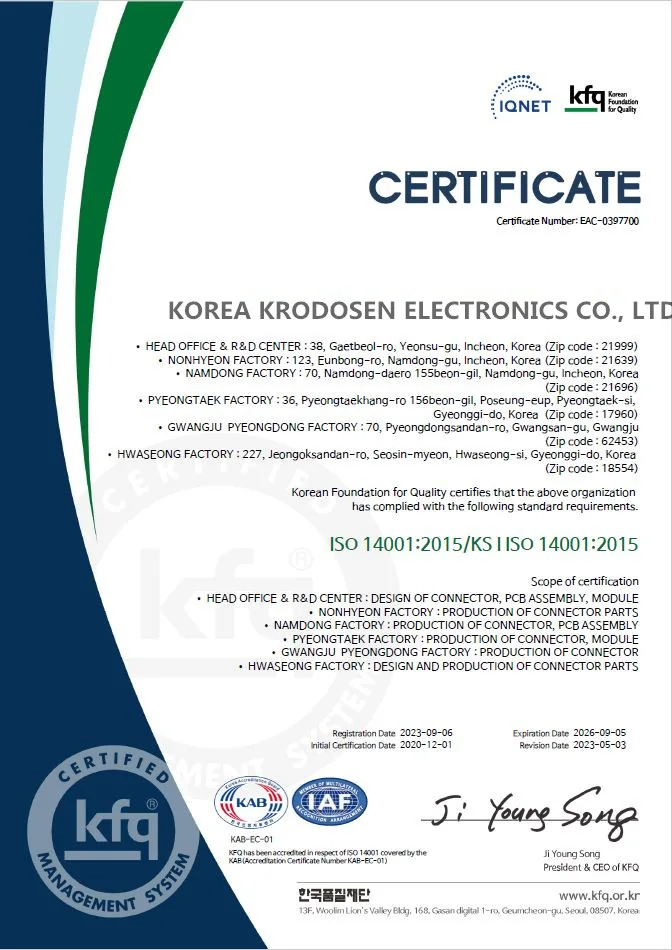 IQNET
kfq Korean
Foundation
for Quality
CERTIFICATE
Certificate Number: EAC-0397700
KOREA KRODOSEN ELECTRONICS CO., LTD
• HEAD OFFICE & R&D CENTER : 38, Gaetbeol-ro, Yeonsu-gu, Incheon, Korea (Zip code : 21999)
• NONHYEON FACTORY : 123, Eunbong-ro, Namdong-gu, Incheon, Korea (Zip code : 21639)
• NAMDONG FACTORY : 70, Namdong-daero 155beon-gil, Namdong-gu, Incheon, Korea
(Zip code : 21696)
• PYEONGTAEK FACTORY : 36, Pyeongtaekhang-ro 156beon-gil, Poseung-eup, Pyeongtaek-si,
Gyeonggi-do, Korea (Zip code : 17960)
• GWANGJU PYEONGDONG FACTORY : 70, Pyeongdongsandan-ro, Gwangsan-gu, Gwangju
(Zip code : 62453)
• HWASEONG FACTORY : 227, Jeongoksandan-ro, Seosin-myeon, Hwaseong-si, Gyeonggi-do, Korea
(Zip code : 18554)
Korean Foundation for Quality certifies that the above organization
has complied with the following standard requirements.
ISO 14001:2015/KS I ISO 14001:2015
Scope of certification
• HEAD OFFICE & R&D CENTER : DESIGN OF CONNECTOR, PCB ASSEMBLY, MODULE
• NONHYEON FACTORY : PRODUCTION OF CONNECTOR PARTS
• NAMDONG FACTORY : PRODUCTION OF CONNECTOR, PCB ASSEMBLY
• PYEONGTAEK FACTORY : PRODUCTION OF CONNECTOR, MODULE
• GWANGJU PYEONGDONG FACTORY : PRODUCTION OF CONNECTOR
• HWASEONG FACTORY : DESIGN AND PRODUCTION OF CONNECTOR PARTS
CERTIFIED
kfq®
MANAGEMENT SYSTEM
Registration Date 2023-09-06 Expiration Date 2026-09-05
Initial Certification Date 2020-12-01 Revision Date 2023-05-03
CERTIFIED
kfq®
MANAGEMENT SYSTEM
Korea Accreditation Board
KAB
MEMBER OF MULTILATERAL
IAF
RECOGNITION ARRANGEMENT
Ji Young Song
KAB-EC-01
KFQ has been accredited in respect of ISO 14001 covered by the
KAB(Accreditation Certificate Number KAB-EC-01)
Ji Young Song
President & CEO of KFQ
한국품질재단 www.kfq.or.kr
13F, Woolim Lion's Valley Bldg, 168, Gasan digital 1-ro, Geumcheon-gu, Seoul, 08507, Korea